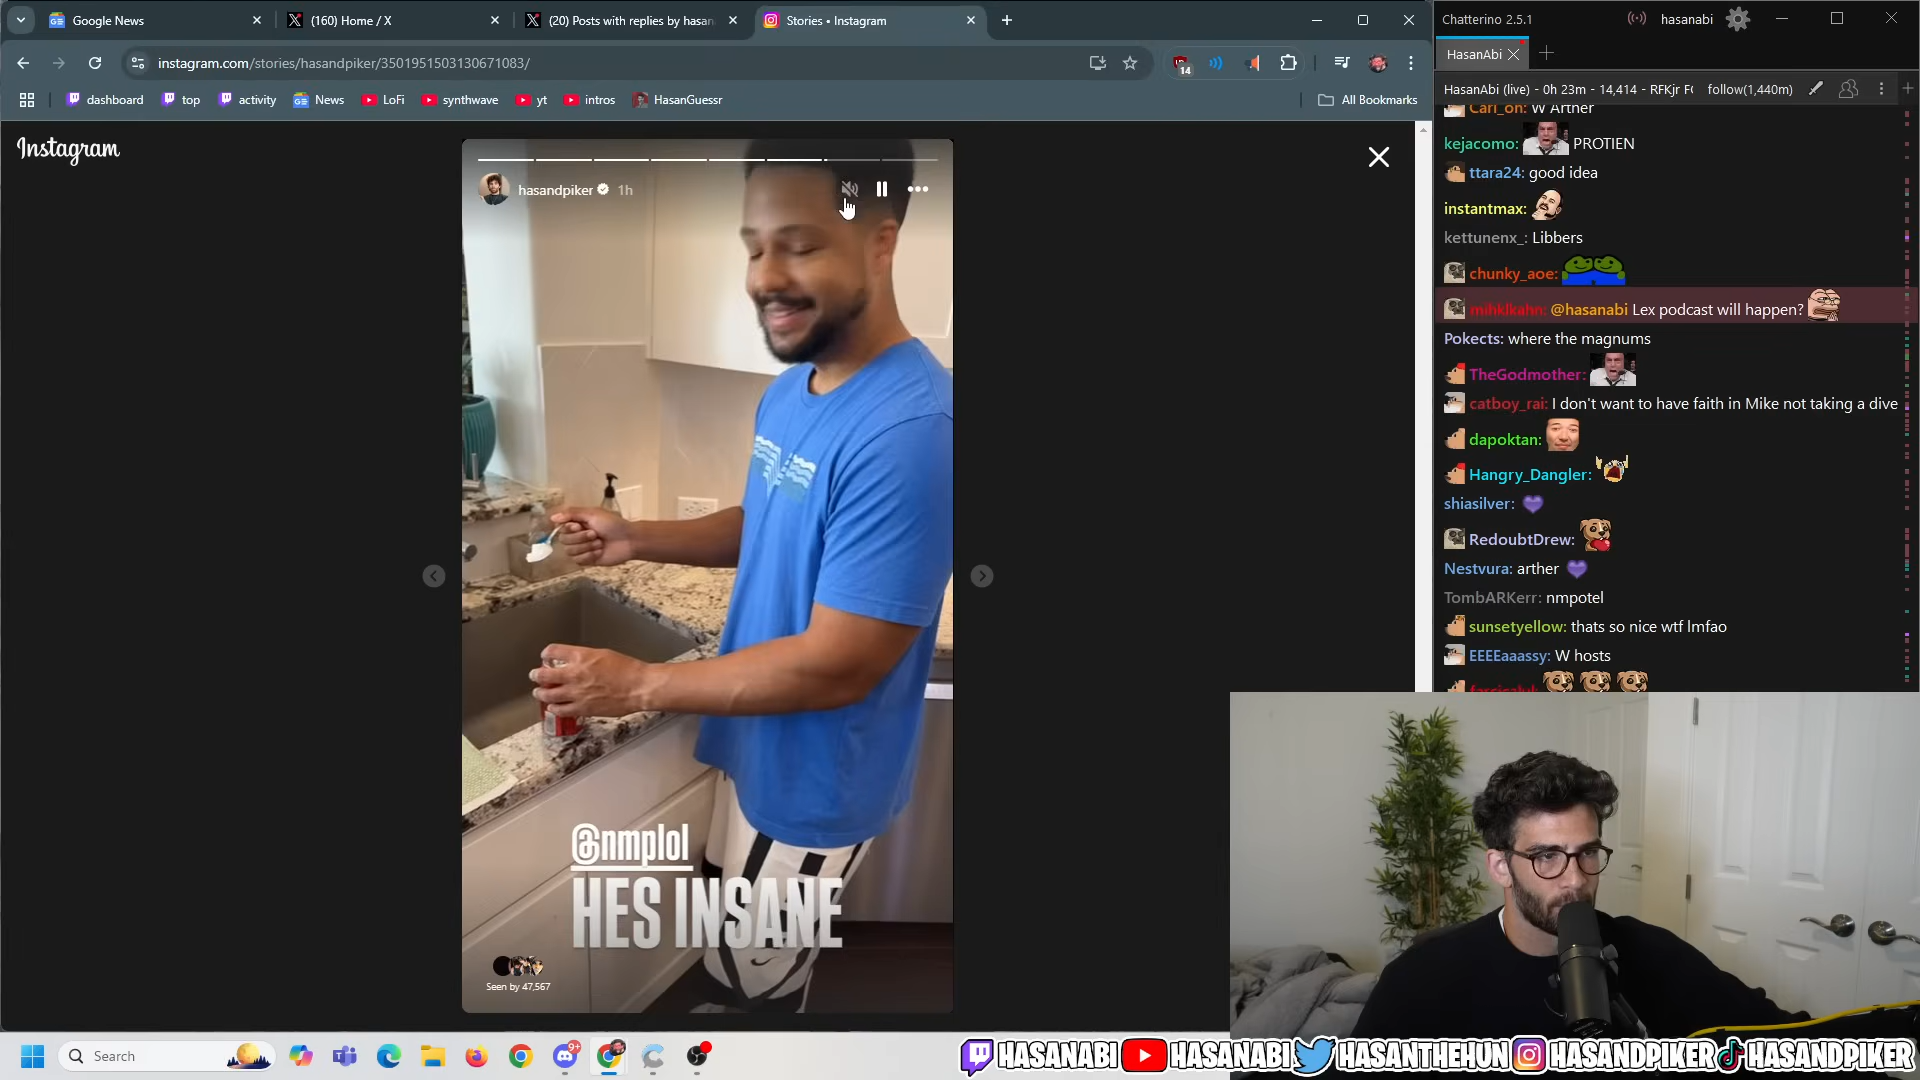 Google News
(160) Home / X
(20) Posts with replies by hasan
Stories • Instagram
instagram.com/stories/hasandpiker/3501951503130671083/
14
dashboard
top
activity
News
LoFi
synthwave
yt
intros
HasanGuessr
All Bookmarks
Instagram
hasandpiker
1h
@nmplol
HES INSANE
Seen by 47,567
Chatterino 2.5.1
hasanabi
HasanAbi
HasanAbi (live) - 0h 23m - 14,414 - RFKjr
follow(1,440m)
Carl_on: W Arther
kejacomo: PROTIEN
ttara24: good idea
instantmax:
kettunenx_: Libbers
chunky_aoe:
mihklkahn: @hasanabi Lex podcast will happen?
Pokects: where the magnums
TheGodmother:
catboy_rai: I don't want to have faith in Mike not taking a dive
dapoktan:
Hangry_Dangler:
shiasilver:
RedoubtDrew:
Nestvura: arther
TombARKerr: nmpotel
sunsetyellow: thats so nice wtf lmfao
EEEEaaassy: W hosts
Search
9+
HASANABI
HASANABI
HASANTHEHUN
HASANDPIKER
HASANDPIKER